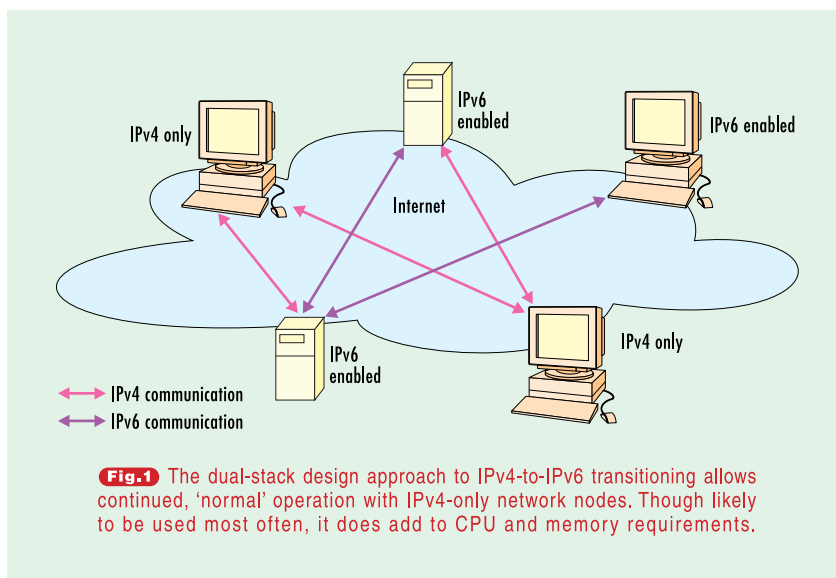 IPv4 only
IPv6
enabled
IPv6 enabled
Internet
IPv6
enabled
IPv4 only
IPv4 communication
IPv6 communication
Fig.1 The dual-stack design approach to IPv4-to-IPv6 transitioning allows
continued, ‘normal’ operation with IPv4-only network nodes. Though likely
to be used most often, it does add to CPU and memory requirements.